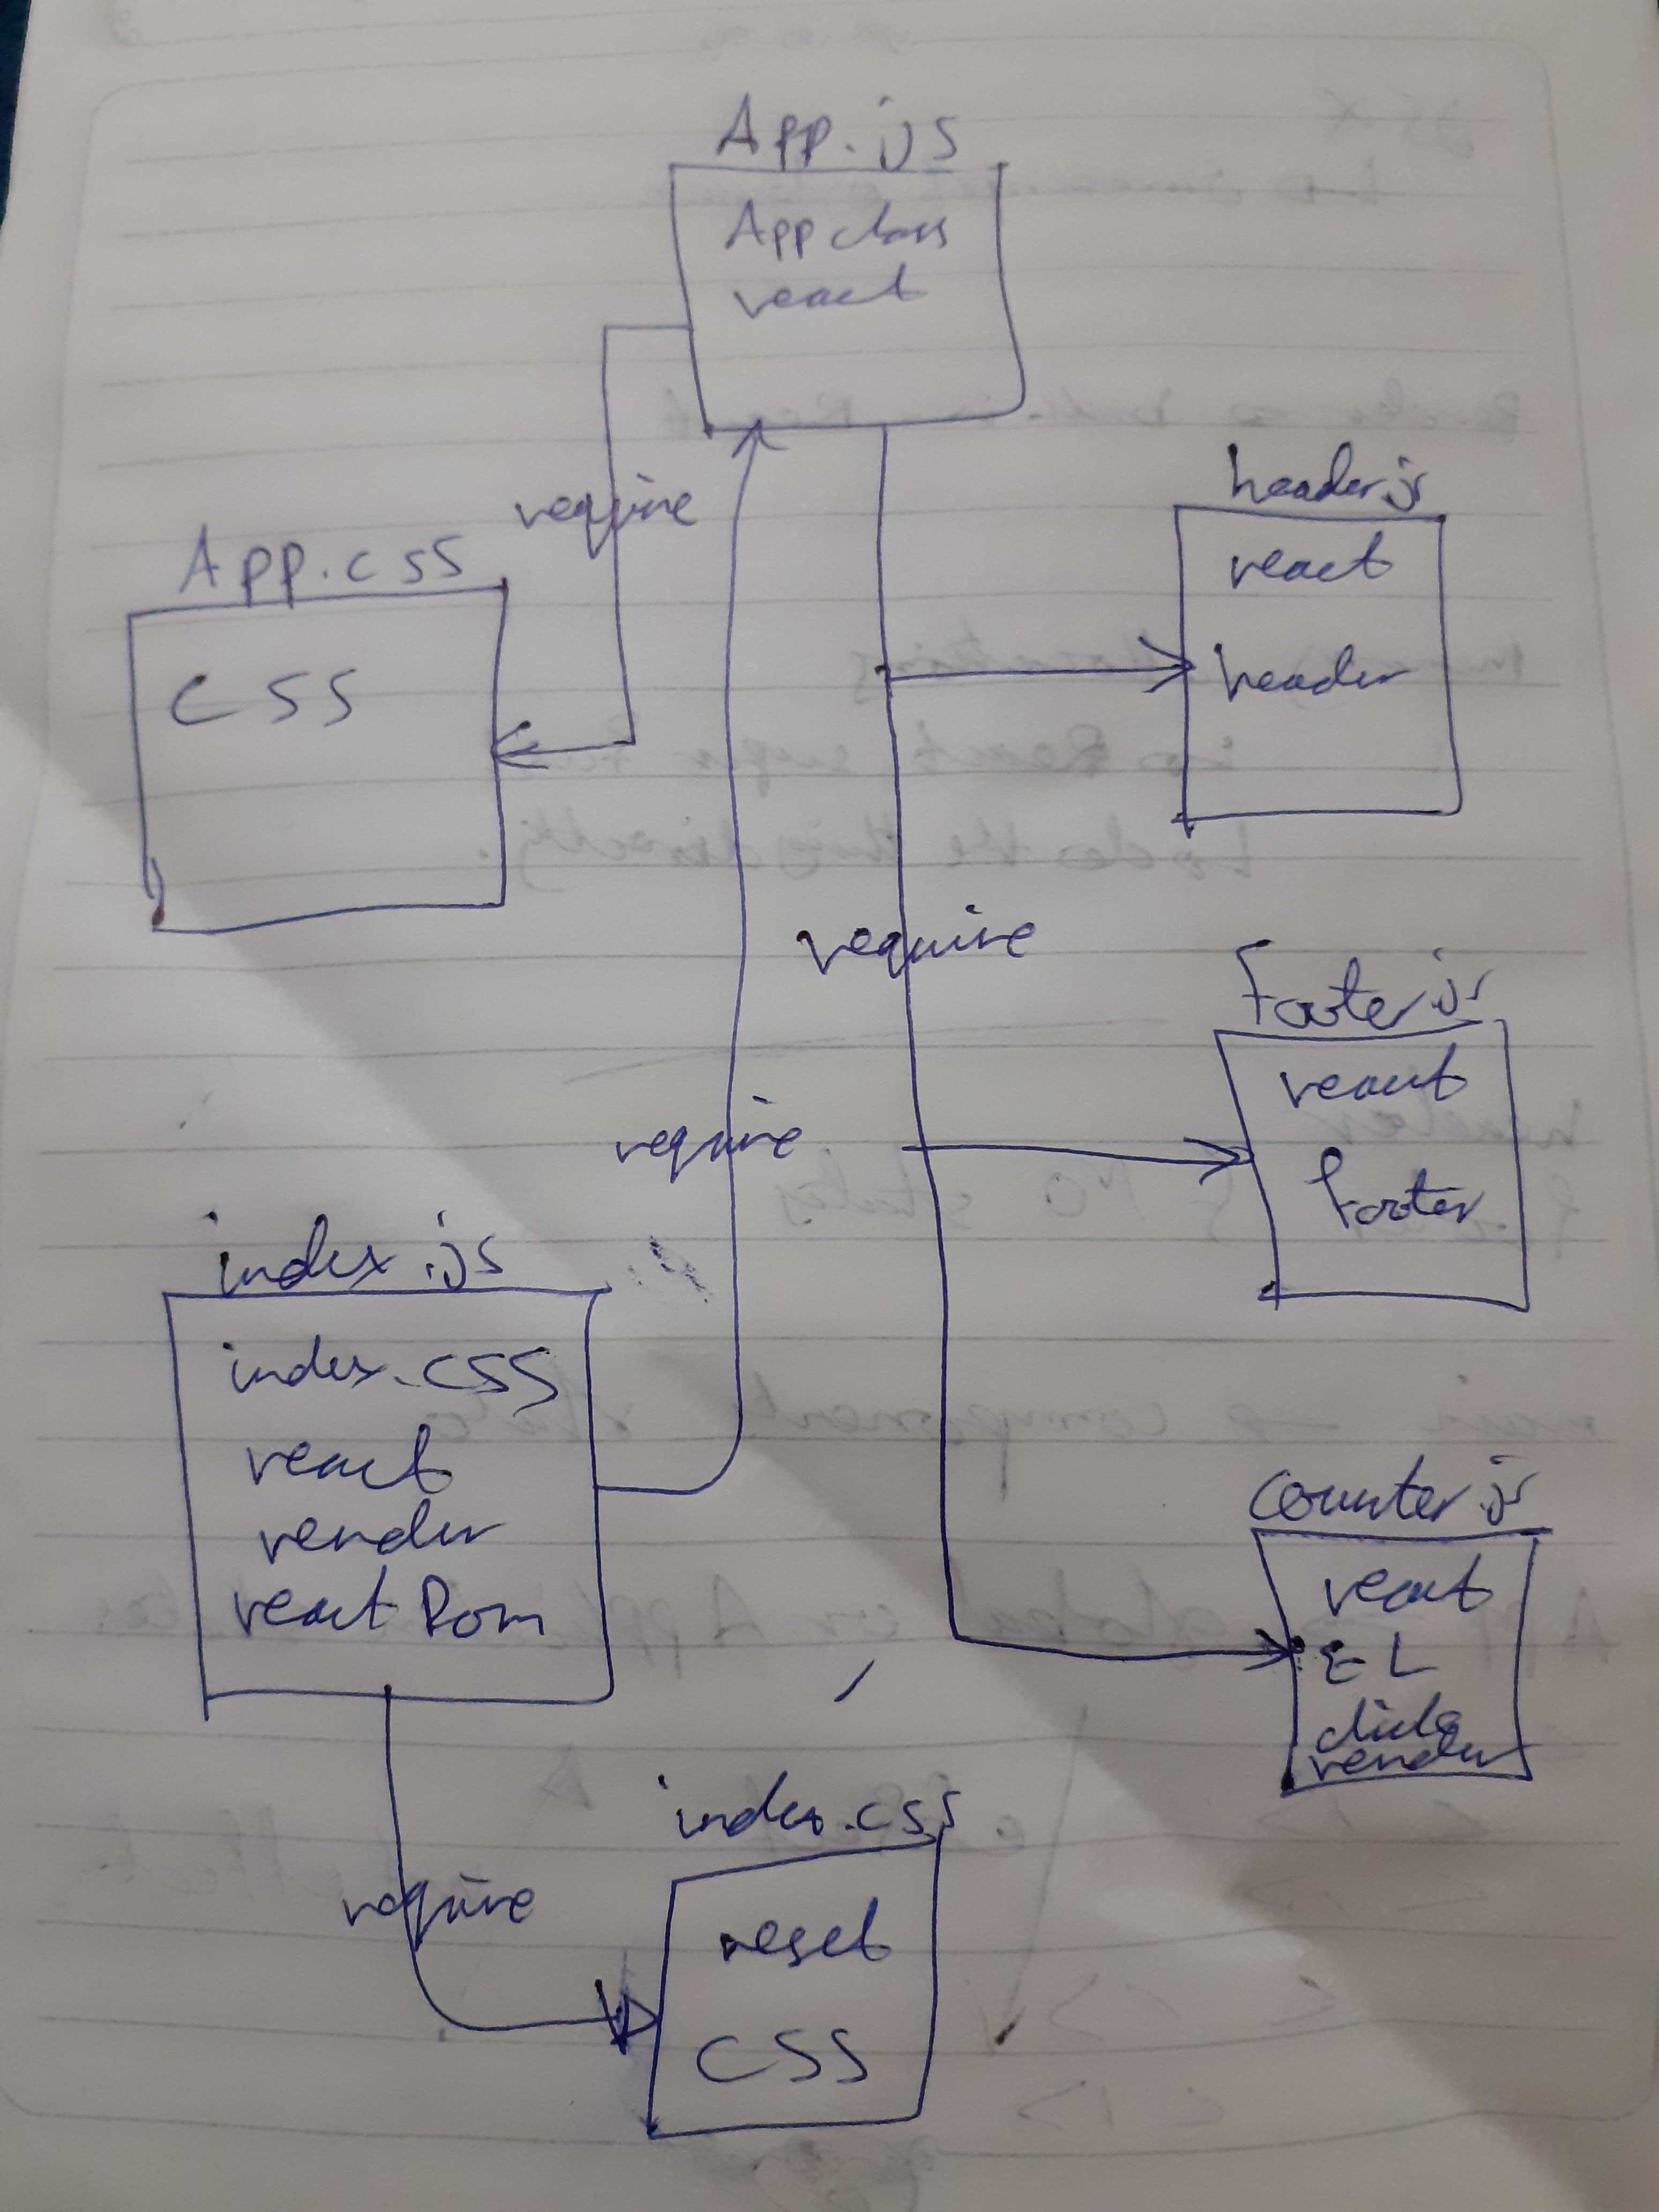 App.js
App class
react
require
header.js
react
header
App.css
CSS
require
footer.js
react
footer
require
index.js
index.css
react
render
react Dom
counter.js
react
EL
click
render
index.css
require
reset
CSS